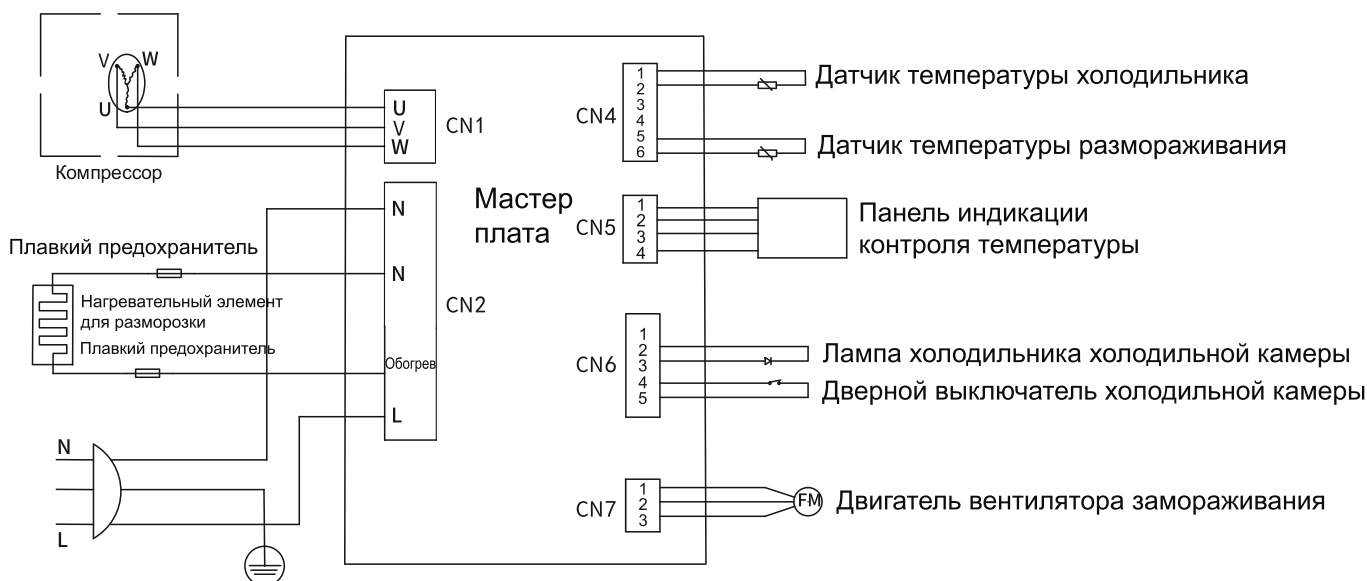 V W
U
Компрессор
U
V
W
CN1
Плавкий предохранитель
Нагревательный элемент
для разморозки
Плавкий предохранитель
N
N
Обогрев
L
CN2
N
L
Мастер
плата
CN4
1
2
3
4
5
6
Датчик температуры холодильника
Датчик температуры размораживания
CN5
1
2
3
4
Панель индикации
контроля температуры
CN6
1
2
3
4
5
Лампа холодильника холодильной камеры
Дверной выключатель холодильной камеры
CN7
1
2
3
FM
Двигатель вентилятора замораживания